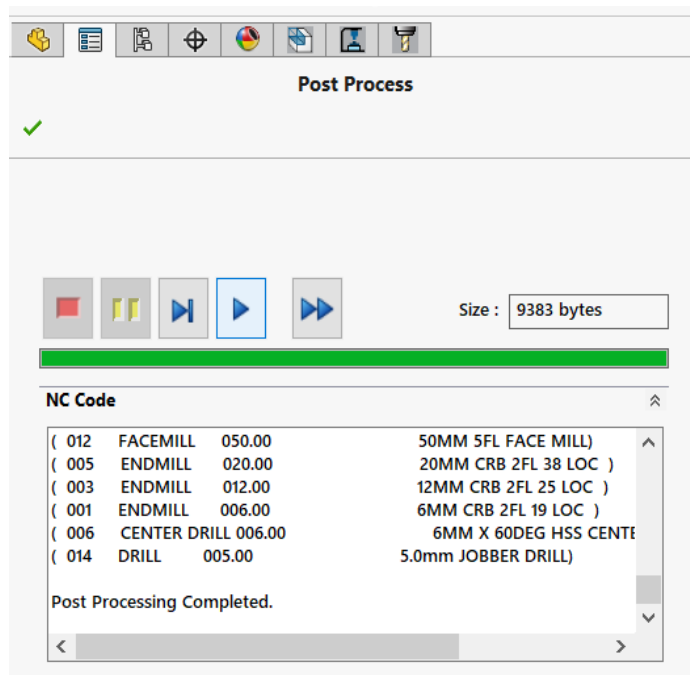 Post Process
Size : 9383 bytes
NC Code
( 012 FACEMILL 050.00 50MM 5FL FACE MILL)
( 005 ENDMILL 020.00 20MM CRB 2FL 38 LOC )
( 003 ENDMILL 012.00 12MM CRB 2FL 25 LOC )
( 001 ENDMILL 006.00 6MM CRB 2FL 19 LOC )
( 006 CENTER DRILL 006.00 6MM X 60DEG HSS CENTE
( 014 DRILL 005.00 5.0mm JOBBER DRILL)
Post Processing Completed.